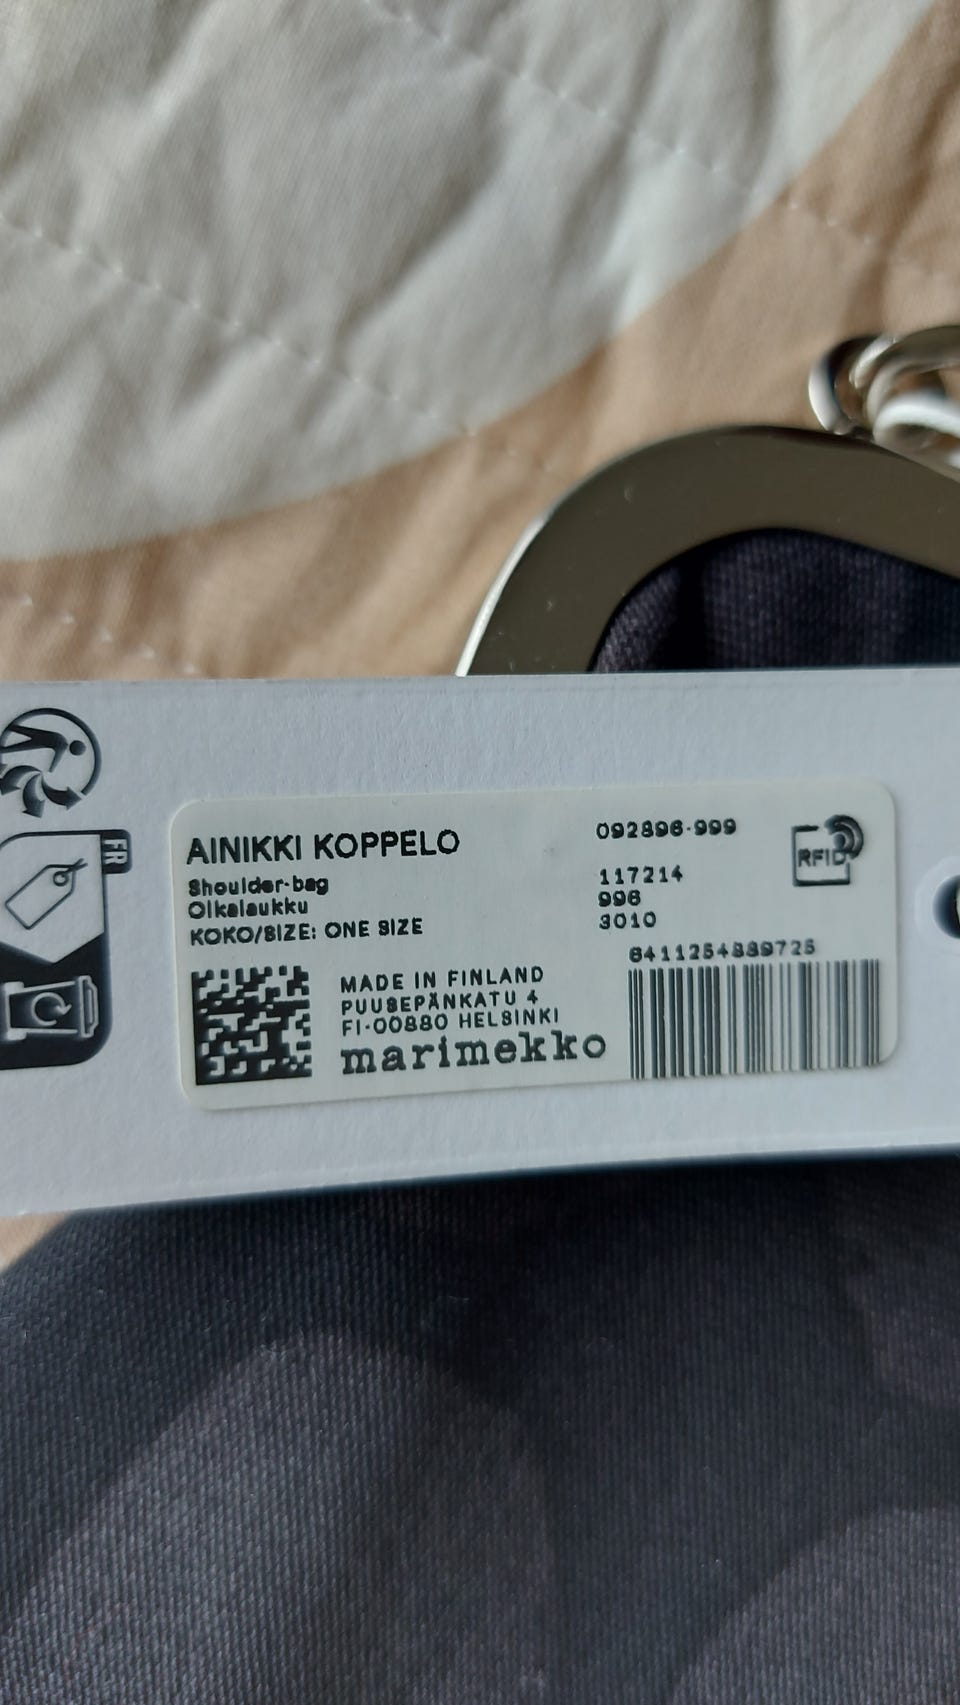 FR
AINIKKI KOPPELO
Shoulder-bag
Olkalaukku
KOKO/SIZE: ONE SIZE
092896-999
117214
996
3010
RFID
6411254889725
MADE IN FINLAND
PUUSEPÄNKATU 4
FI-00880 HELSINKI
marimekko